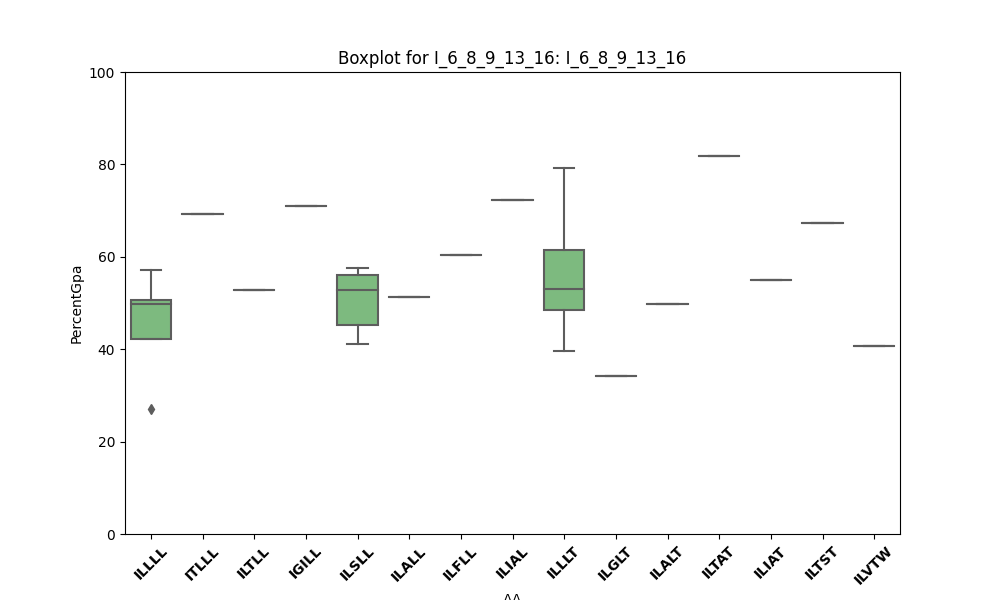 Boxplot for I_6_8_9_13_16: I_6_8_9_13_16
PercentGpa
100
80
60
40
20
0
ILLLL
ITLLL
ILTLL
IGILL
ILSLL
ILALL
ILFLL
ILIAL
ILLLT
ILGLT
ILALT
ILTAT
ILIAT
ILTST
ILVTW
AA